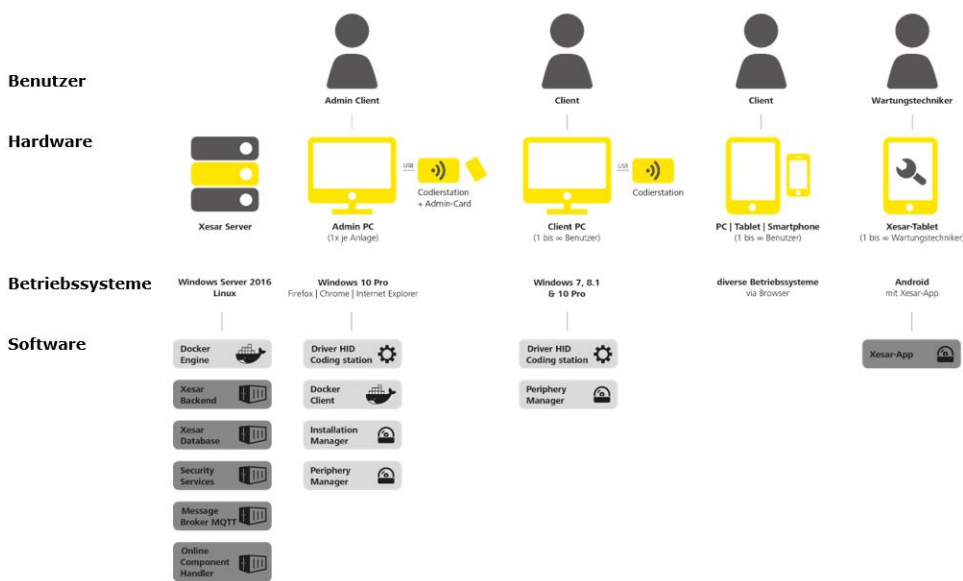 Benutzer
Admin Client
Client
Client
Wartungstechniker
Hardware
USB
Codierstation
+ Admin-Card
USB
Codierstation
Xesar Server
Admin PC
(1x je Anlage)
Client PC
(1 bis ∞ Benutzer)
PC | Tablet | Smartphone
(1 bis ∞ Benutzer)
Xesar-Tablet
(1 bis ∞ Wartungstechniker)
Betriebssysteme
Windows Server 2016
Linux
Windows 10 Pro
Firefox | Chrome | Internet Explorer
Windows 7, 8.1
& 10 Pro
diverse Betriebssysteme
via Browser
Android
mit Xesar-App
Software
Docker
Engine
Xesar
Backend
Xesar
Database
Security
Services
Message
Broker MQTT
Online
Component
Handler
Driver HID
Coding station
Docker
Client
Installation
Manager
Periphery
Manager
Driver HID
Coding station
Periphery
Manager
Xesar-App